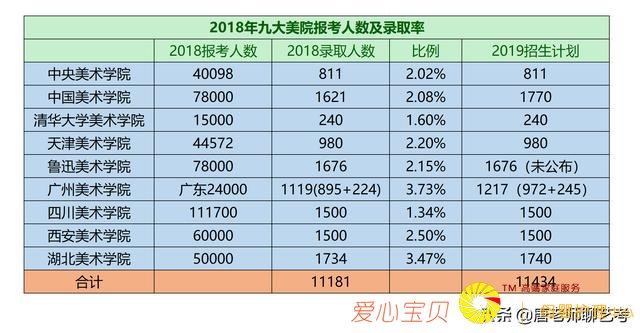 2018年九大美院报考人数及录取率
2018报考人数 2018录取人数 比例 2019招生计划
中央美术学院 40098 811 2.02% 811
中国美术学院 78000 1621 2.08% 1770
清华大学美术学院 15000 240 1.60% 240
天津美术学院 44572 980 2.20% 980
鲁迅美术学院 78000 1676 2.15% 1676（未公布）
广州美术学院 广东24000 1119(895+224) 3.73% 1217（972+245）
四川美术学院 111700 1500 1.34% 1500
西安美术学院 60000 1500 2.50% 1500
湖北美术学院 50000 1734 3.47% 1740
合计 11181 11434
TM 高端家庭服务
爱心宝贝
头条@唐老师聊艺考